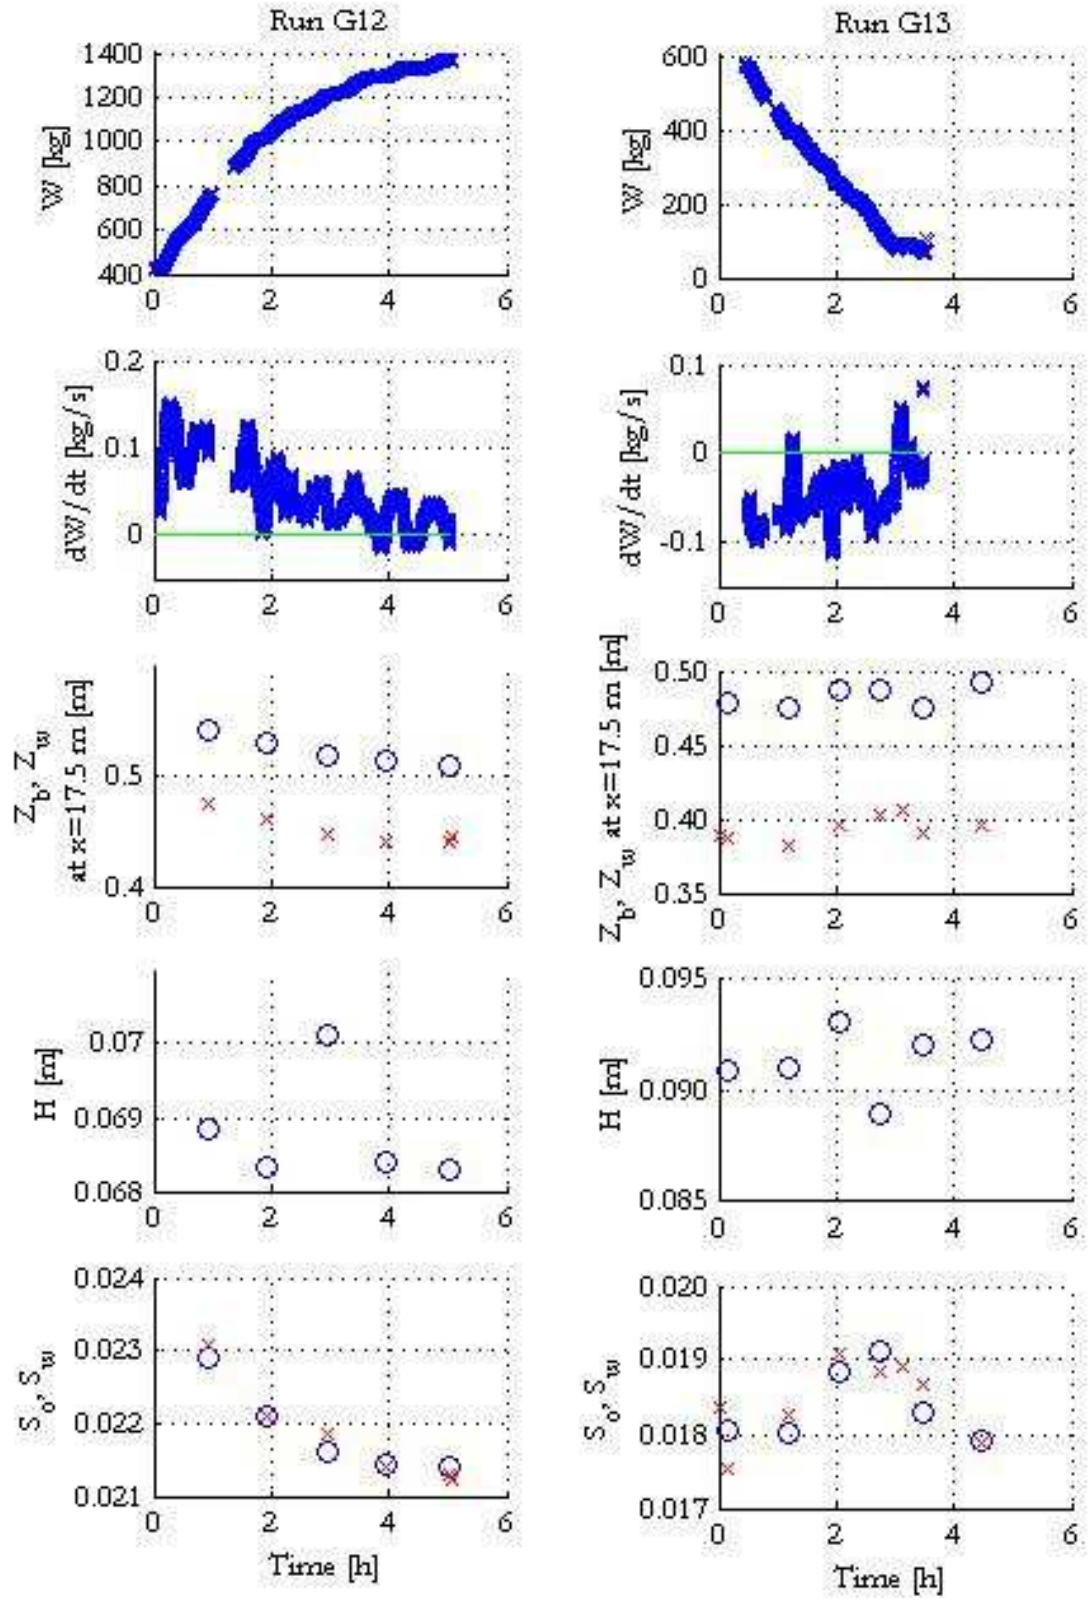 Run G12
W [kg]
1400
1200
1000
800
600
400
0 2 4 6
dW/dt [kg/s]
0.2
0.1
0
0 2 4 6
Z_b, Z_w
at x=17.5 m [m]
0.5
0.4
0 2 4 6
H [m]
0.07
0.069
0.068
0 2 4 6
S_o, S_w
0.024
0.023
0.022
0.021
0 2 4 6
Time [h]
Run G13
W [kg]
600
400
200
0
0 2 4 6
dW/dt [kg/s]
0.1
0
-0.1
0 2 4 6
Z_b, Z_w at x=17.5 m [m]
0.50
0.45
0.40
0.35
0 2 4 6
H [m]
0.095
0.090
0.085
0 2 4 6
S_o, S_w
0.020
0.019
0.018
0.017
0 2 4 6
Time [h]